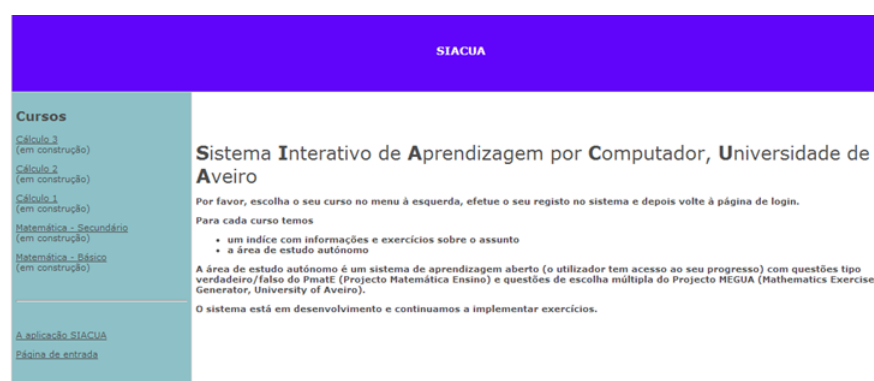 SIACUA
Cursos
Cálculo 3
(em construção)
Cálculo 2
(em construção)
Cálculo 1
(em construção)
Matemática - Secundário
(em construção)
Matemática - Básico
(em construção)
A aplicação SIACUA
Página de entrada
Sistema Interativo de Aprendizagem por Computador, Universidade de
Aveiro
Por favor, escolha o seu curso no menu à esquerda, efetue o seu registo no sistema e depois volte à página de login.
Para cada curso temos
• um indíce com informações e exercícios sobre o assunto
• a área de estudo autónomo
A área de estudo autónomo é um sistema de aprendizagem aberto (o utilizador tem acesso ao seu progresso) com questões tipo
verdadeiro/falso do PmatE (Projecto Matemática Ensino) e questões de escolha múltipla do Projecto MEGUA (Mathematics Exercise
Generator, University of Aveiro).
O sistema está em desenvolvimento e continuamos a implementar exercícios.